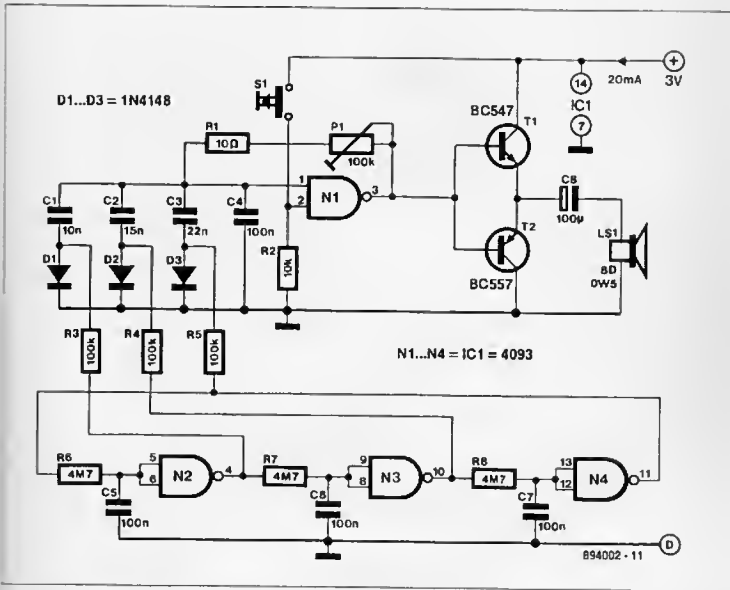 D1...D3 = 1N4148
S1
20mA
+
3V
14
IC1
7
BC547
T1
R1
10Ω
P1
100k
1
2
N1
3
C1
10n
C2
15n
C3
22n
C4
100n
R2
10k
T2
BC557
C8
100µ
LS1
8Ω
0W5
D1
D2
D3
R3
100k
R4
100k
R5
100k
N1...N4 = IC1 = 4093
R6
4M7
5
6
N2
4
R7
4M7
9
8
N3
10
R8
4M7
13
12
N4
11
C5
100n
C6
100n
C7
100n
D
894002 - 11